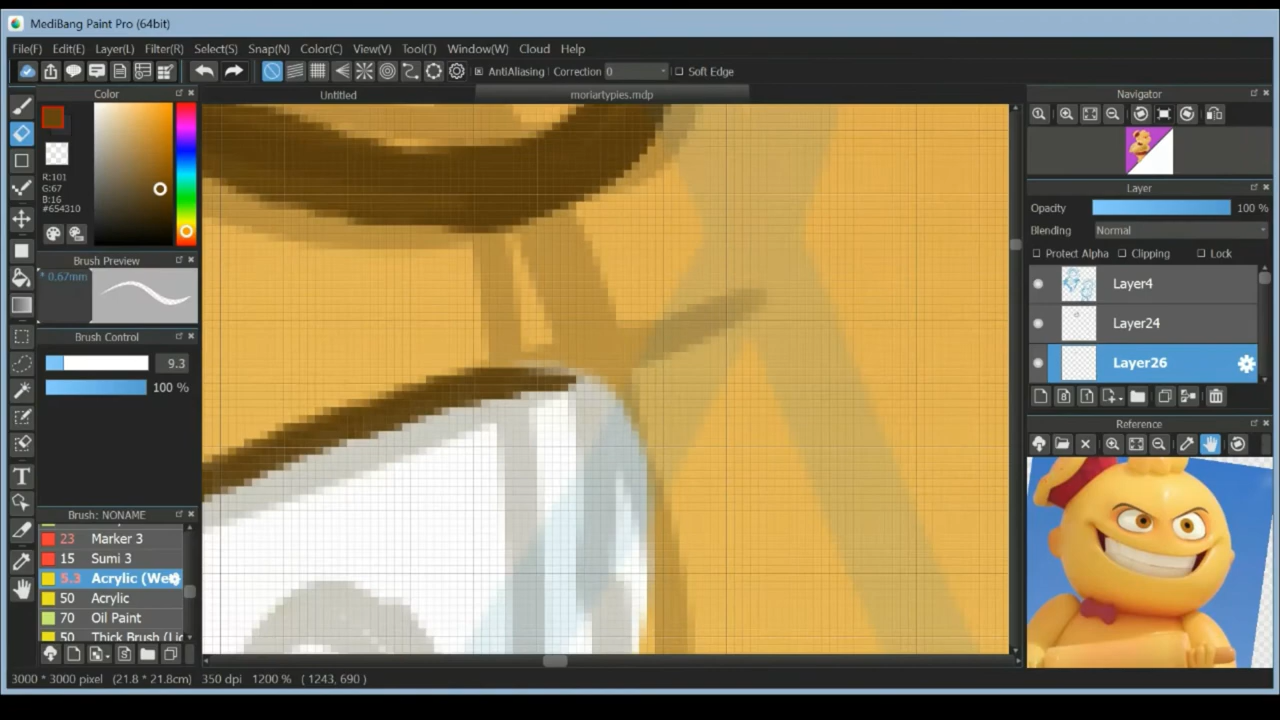 MediBang Paint Pro (64bit)
File(F) Edit(E) Layer(L) Filter(R) Select(S) Snap(N) Color(C) View(V) Tool(T) Window(W) Cloud Help
AntiAliasing Correction 0 Soft Edge
Color
Untitled
moriartypies.mdp
Navigator
R:101
G:67
B:16
#654310
Layer
Opacity 100 %
Blending Normal
Protect Alpha Clipping Lock
Brush Preview
* 0.67mm
Layer4
Layer24
Layer26
Brush Control
9.3
100 %
Reference
Brush: NONAME
23 Marker 3
15 Sumi 3
5.3 Acrylic (We
50 Acrylic
70 Oil Paint
50 Thick Brush (Lic
3000 * 3000 pixel (21.8 * 21.8cm) 350 dpi 1200 % ( 1243, 690 )